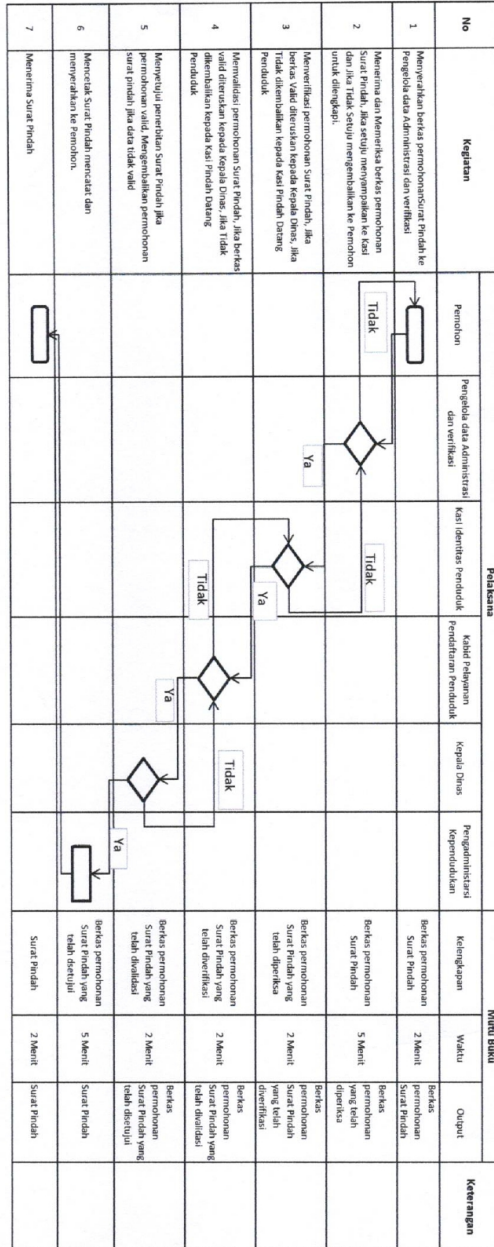 No
Kegiatan
Pelaksana
Mutu Buku
Keterangan
Pemohon
Pengelola data Administrasi
dan verifikasi
Kasi Identitas Penduduk
Kabid Pelayanan
Pendaftaran Penduduk
Kepala Dinas
Pengadministarsi
Kependudukan
Kelengkapan
Waktu
Output
1
Menyerahkan berkas permohonanSurat Pindah ke
Pengelola data Administrasi dan verifikasi
Berkas permohonan
Surat Pindah
2 Menit
Berkas
permohonan
Surat Pindah
2
Menerima dan Memeriksa berkas permohonan
Surat Pindah. Jika setuju menyampaikan ke Kasi
dan Jika Tidak Setuju mengembalikan ke Pemohon
untuk dilengkapi.
Tidak
Ya
Tidak
Berkas permohonan
Surat Pindah
5 Menit
Berkas
permohonan
yang telah
diperiksa
3
Menverifikasi permohonan Surat Pindah, Jika
berkas Valid diteruskan kepada Kepala Dinas, Jika
Tidak dikembalikan kepada Kasi Pindah Datang
Penduduk
Ya
Berkas permohonan
Surat Pindah yang
telah diperiksa
2 Menit
Berkas
permohonan
Surat Pindah
yang telah
diverifikasi
4
Memvalidasi permohonan Surat Pindah, Jika berkas
valid diteruskan kepada Kepala Dinas, Jika Tidak
dikembalikan kepada Kasi Pindah Datang
Penduduk
Tidak
Ya
Tidak
Berkas permohonan
Surat Pindah yang
telah diverifikasi
2 Menit
Berkas
permohonan
Surat Pindah yang
telah divalidasi
5
Menyetujui penerbitan Surat Pindah jika
permohonan valid, Mengembalikan permohonan
surat pindah jika data tidak valid
Ya
Berkas permohonan
Surat Pindah yang
telah divalidasi
2 Menit
Berkas
permohonan
Surat Pindah yang
telah disetujui
6
Mencetak Surat Pindah mencatat dan
menyerahkan ke Pemohon.
Berkas permohonan
Surat Pindah yang
telah dsetujui
5 Menit
Surat Pindah
7
Menerima Surat Pindah
Surat Pindah
2 Menit
Surat Pindah